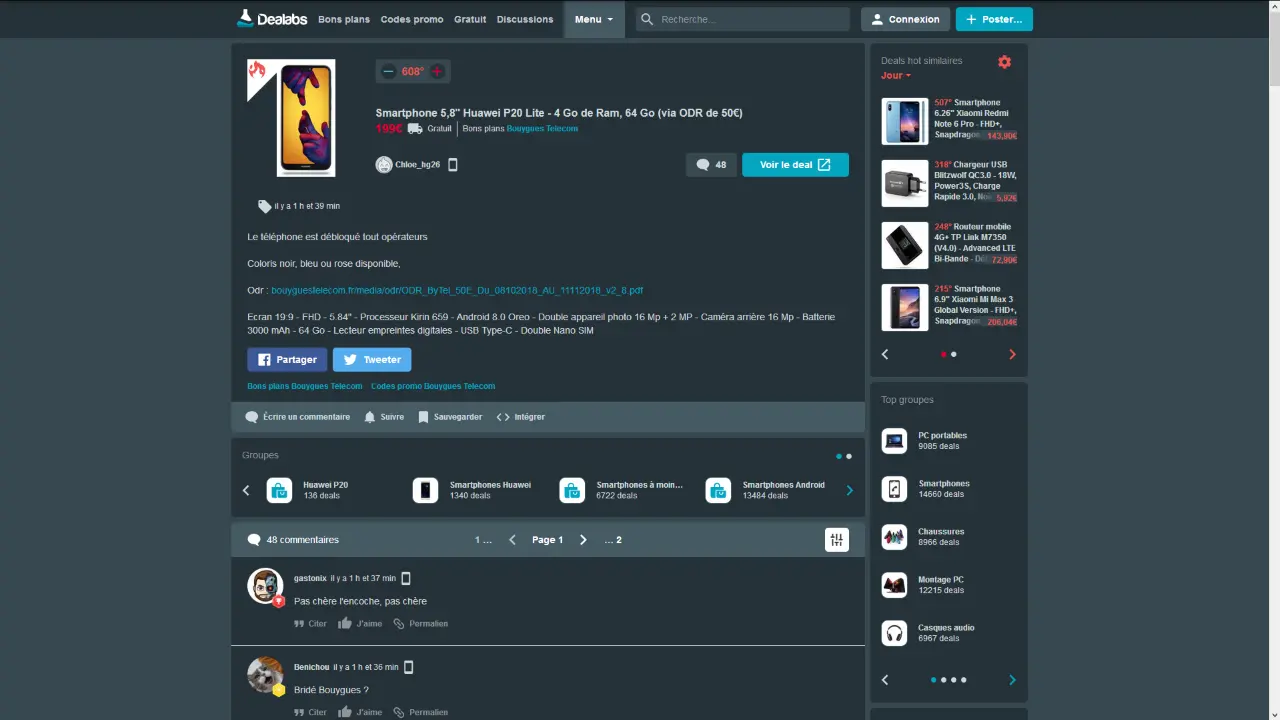 Dealabs Bons plans Codes promo Gratuit Discussions Menu Recherche... Connexion Poster...
608°
Smartphone 5,8" Huawei P20 Lite - 4 Go de Ram, 64 Go (via ODR de 50€)
199€ Gratuit Bons plans Bouygues Telecom
Chloe_bg26
48 Voir le deal
il y a 1 h et 39 min
Le téléphone est débloqué tout opérateurs
Coloris noir, bleu ou rose disponible,
Odr : bouyguestelecom.fr/media/odr/ODR_ByTel_50E_Du_08102018_AU_11112018_v2_8.pdf
Ecran 19:9 - FHD - 5.84" - Processeur Kirin 659 - Android 8.0 Oreo - Double appareil photo 16 Mp + 2 MP - Caméra arrière 16 Mp - Batterie
3000 mAh - 64 Go - Lecteur empreintes digitales - USB Type-C - Double Nano SIM
Partager Tweeter
Bons plans Bouygues Telecom Codes promo Bouygues Telecom
Écrire un commentaire Suivre Sauvegarder Intégrer
Groupes
Huawei P20
136 deals
Smartphones Huawei
1340 deals
Smartphones à moin...
6722 deals
Smartphones Android
13484 deals
48 commentaires 1 ... Page 1 ... 2
gastonix il y a 1 h et 37 min
Pas chère l'encoche, pas chère
Citer J'aime Permalien
Benichou il y a 1 h et 36 min
Bridé Bouygues ?
Citer J'aime Permalien
Deals hot similaires
Jour
507° Smartphone
6.26" Xiaomi Redmi
Note 6 Pro - FHD+,
Snapdragon 143,90€
318° Chargeur USB
Blitzwolf QC3.0 - 18W,
Power3S, Charge
Rapide 3.0, 5,92€
248° Routeur mobile
4G+ TP Link M7350
(V4.0) - Advanced LTE
Bi-Bande - 72,90€
215° Smartphone
6.9" Xiaomi Mi Max 3
Global Version - FHD+,
Snapdragon 206,04€
Top groupes
PC portables
9085 deals
Smartphones
14660 deals
Chaussures
8966 deals
Montage PC
12215 deals
Casques audio
6967 deals